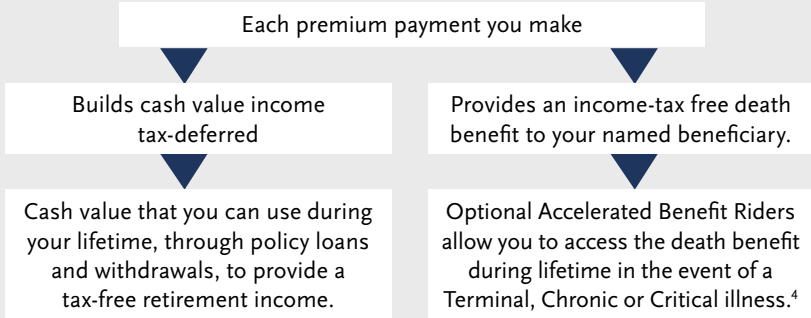 Each premium payment you make
Builds cash value income
tax-deferred
Provides an income-tax free death
benefit to your named beneficiary.
Cash value that you can use during
your lifetime, through policy loans
and withdrawals, to provide a
tax-free retirement income.
Optional Accelerated Benefit Riders
allow you to access the death benefit
during lifetime in the event of a
Terminal, Chronic or Critical illness.4